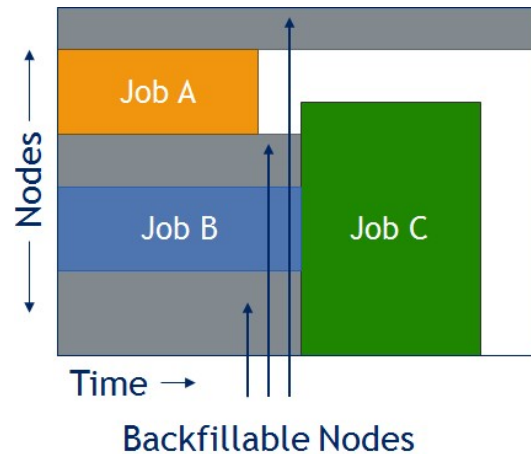 Job A
Nodes
Job B
Job C
Time
Backfillable Nodes